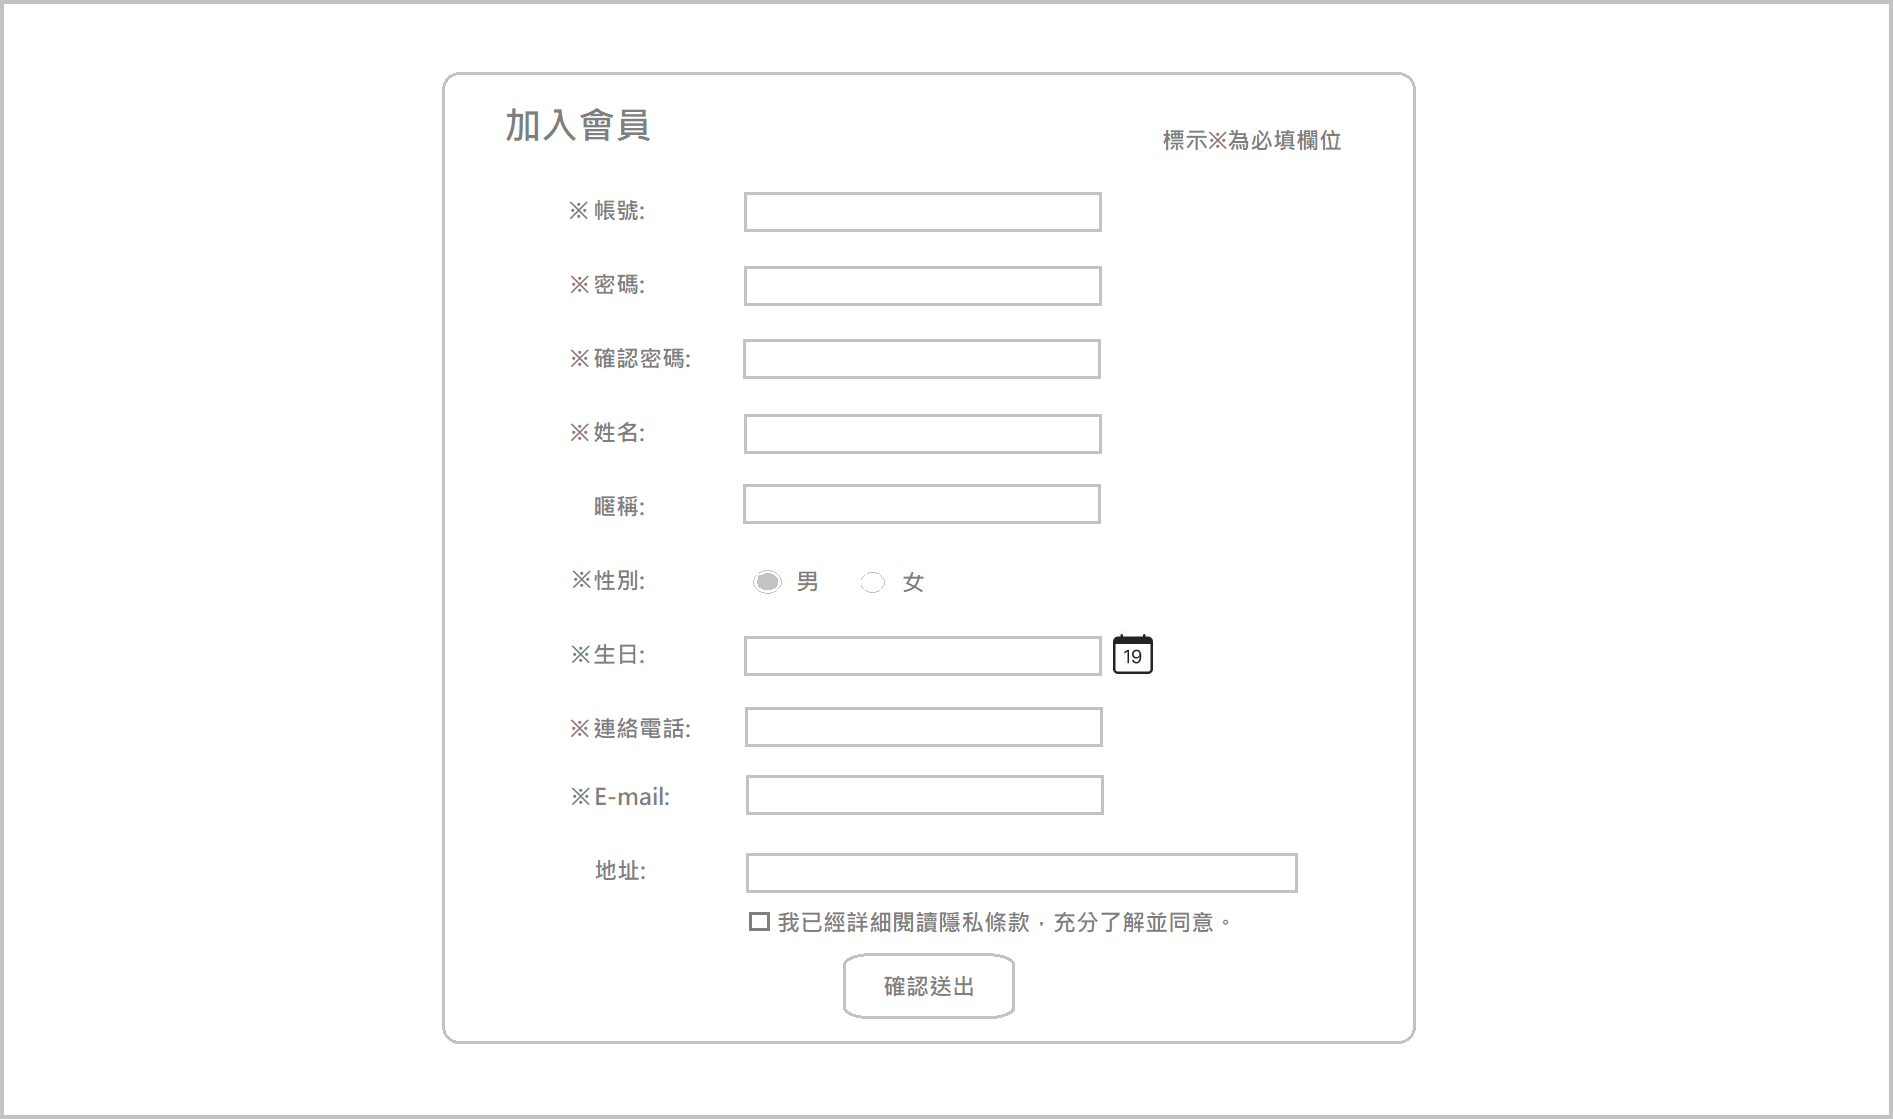 加入會員
標示※為必填欄位
※帳號:
※密碼:
※確認密碼:
※姓名:
暱稱:
※性別: 男 女
※生日: 19
※連絡電話:
※E-mail:
地址:
我已經詳細閱讀隱私條款，充分了解並同意。
確認送出